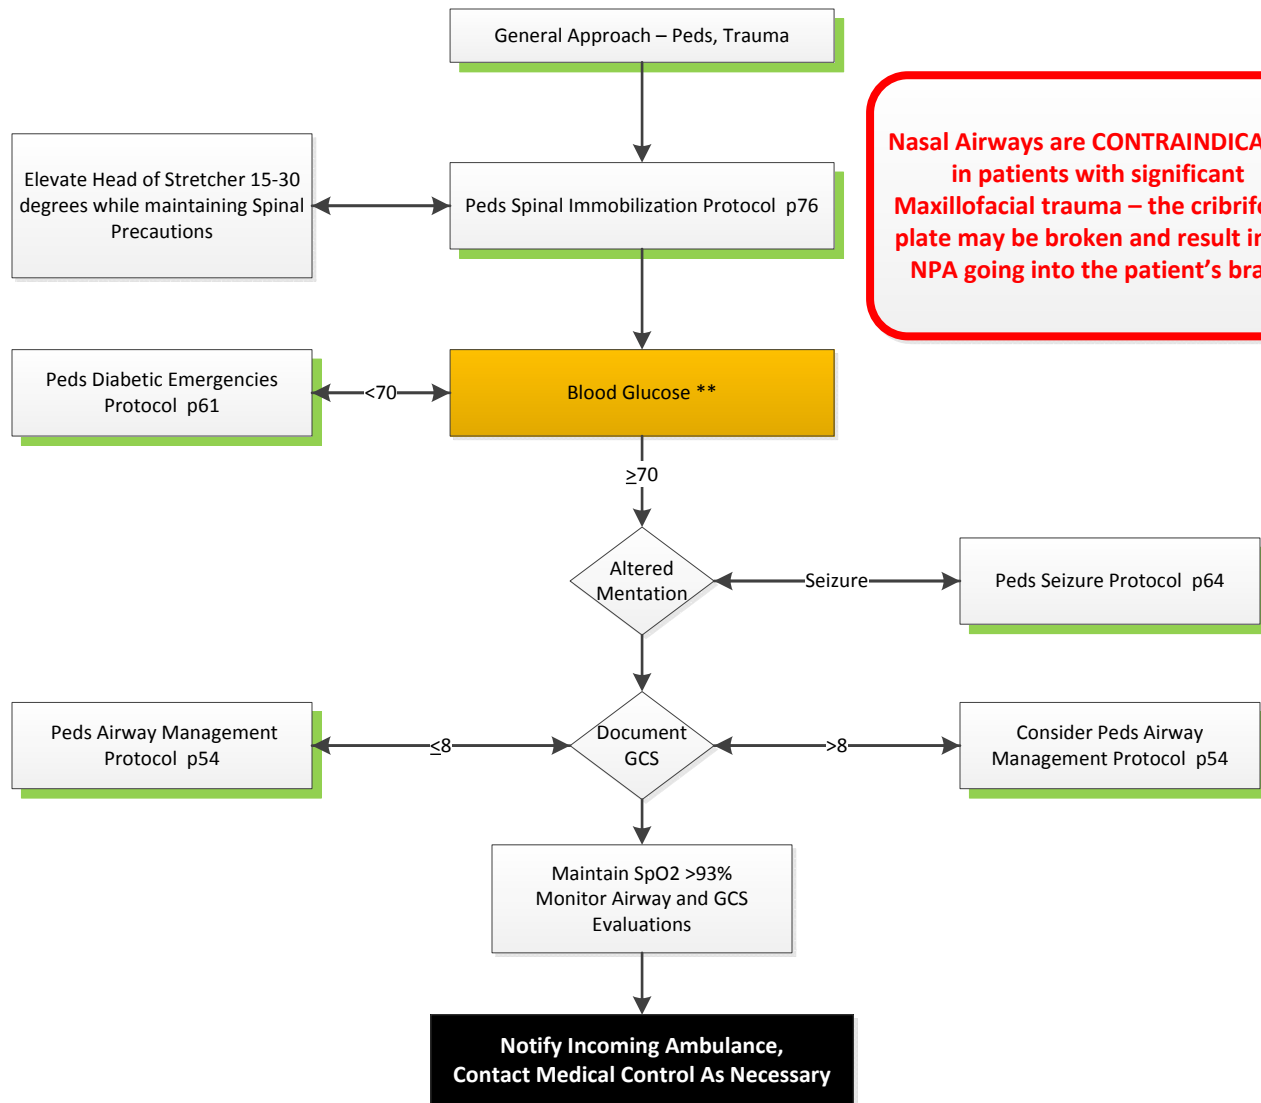 General Approach – Peds, Trauma
Nasal Airways are
in patients with significant
Maxillofacial trauma – the
plate may be broken and result
NPA going into the patient's
Elevate Head of Stretcher 15-30
degrees while maintaining Spinal
Precautions
Peds Spinal Immobilization Protocol p76
Peds Diabetic Emergencies
Protocol p61
<70
Blood Glucose **
≥70
Altered
Mentation
Seizure
Peds Seizure Protocol p64
Peds Airway Management
Protocol p54
≤8
Document
GCS
>8
Consider Peds Airway
Management Protocol p54
Maintain SpO2 >93%
Monitor Airway and GCS
Evaluations
Notify Incoming Ambulance,
Contact Medical Control As Necessary